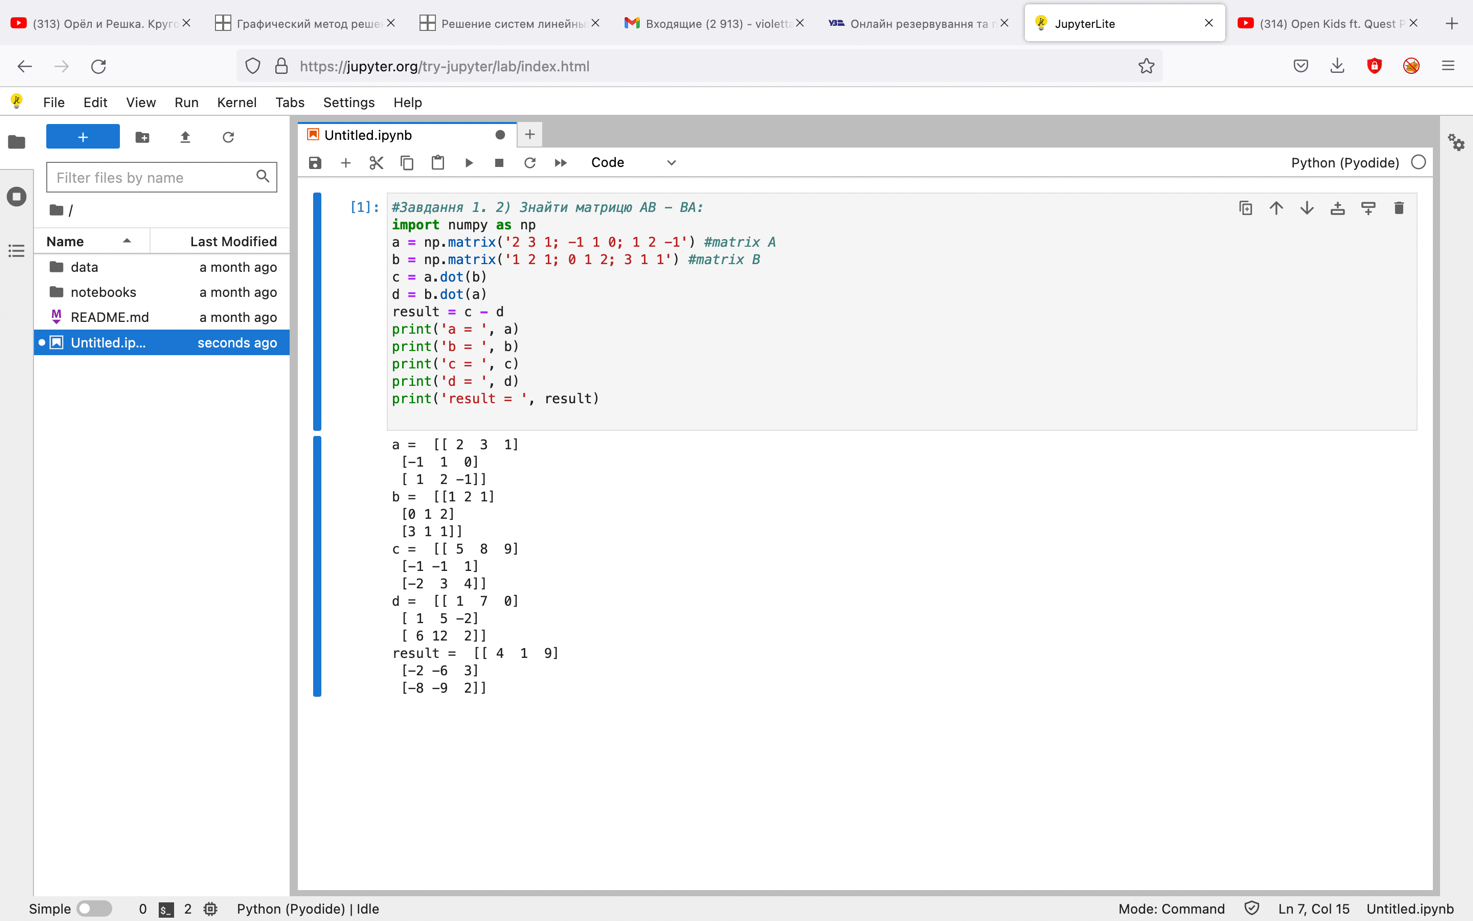 (313) Орёл и Решка. Круго
Графический метод реше
Решение систем линейны
Входящие (2 913) – violetta
Онлайн резервування та
JupyterLite
(314) Open Kids ft. Quest P
https://jupyter.org/try-jupyter/lab/index.html
File Edit View Run Kernel Tabs Settings Help
Untitled.ipynb
Filter files by name
Code
Python (Pyodide)
/
Name Last Modified
data a month ago
notebooks a month ago
README.md a month ago
Untitled.ip... seconds ago
[1]: #Завдання 1. 2) Знайти матрицю AB - BA:
import numpy as np
a = np.matrix('2 3 1; -1 1 0; 1 2 -1') #matrix A
b = np.matrix('1 2 1; 0 1 2; 3 1 1') #matrix B
c = a.dot(b)
d = b.dot(a)
result = c - d
print('a = ', a)
print('b = ', b)
print('c = ', c)
print('d = ', d)
print('result = ', result)
a =  [[ 2  3  1]
 [-1  1  0]
 [ 1  2 -1]]
b =  [[1 2 1]
 [0 1 2]
 [3 1 1]]
c =  [[ 5  8  9]
 [-1 -1  1]
 [-2  3  4]]
d =  [[ 1  7  0]
 [ 1  5 -2]
 [ 6 12  2]]
result =  [[ 4  1  9]
 [-2 -6  3]
 [-8 -9  2]]
Simple 0 2 Python (Pyodide) | Idle Mode: Command Ln 7, Col 15 Untitled.ipynb